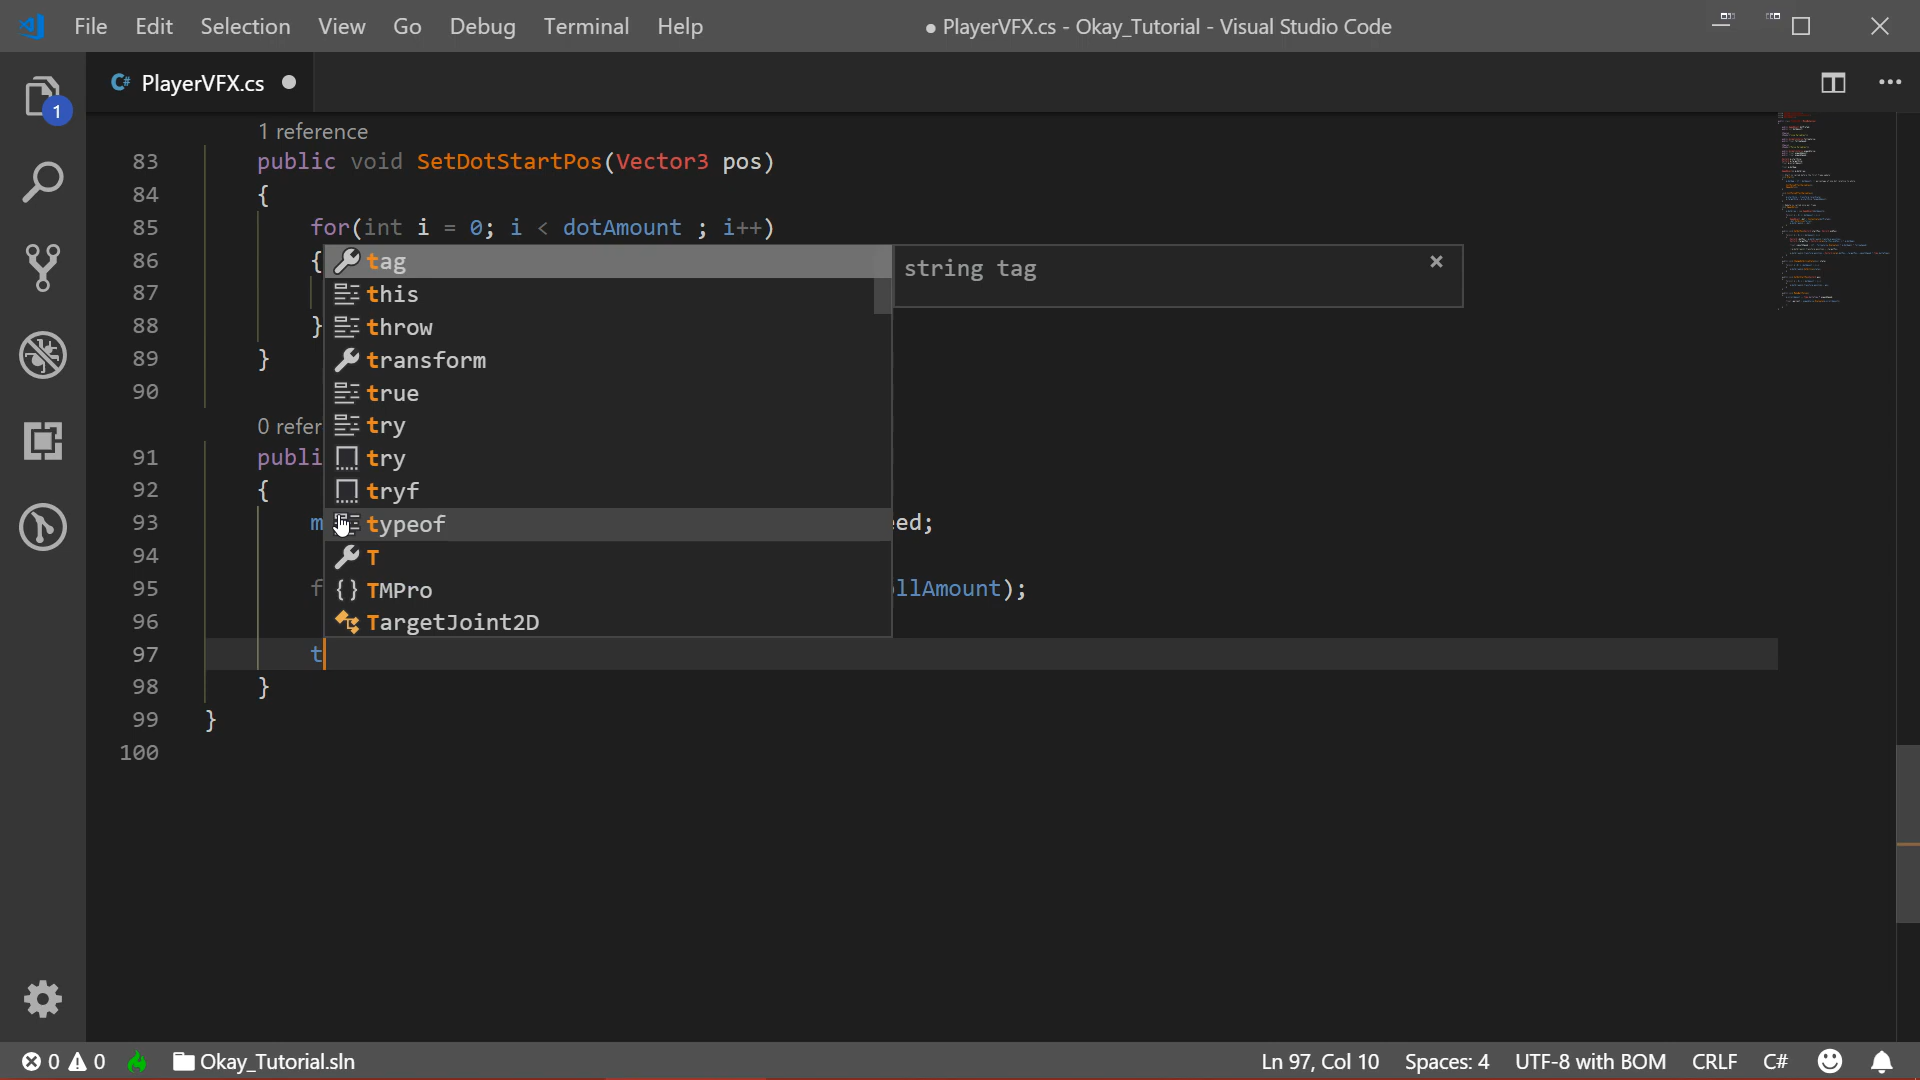 File Edit Selection View Go Debug Terminal Help ● PlayerVFX.cs - Okay_Tutorial - Visual Studio Code
1
C# PlayerVFX.cs
1 reference
83 public void SetDotStartPos(Vector3 pos)
84 {
85 for(int i = 0; i < dotAmount ; i++)
86 { tag string tag ×
87 this
88 } throw
89 } transform
90 true
0 refer try
91 publi try
92 { tryf
93 m typeof ed;
94 T
95 f {} TMPro llAmount);
96 TargetJoint2D
97 t
98 }
99 }
100
0 0 Okay_Tutorial.sln Ln 97, Col 10 Spaces: 4 UTF-8 with BOM CRLF C#